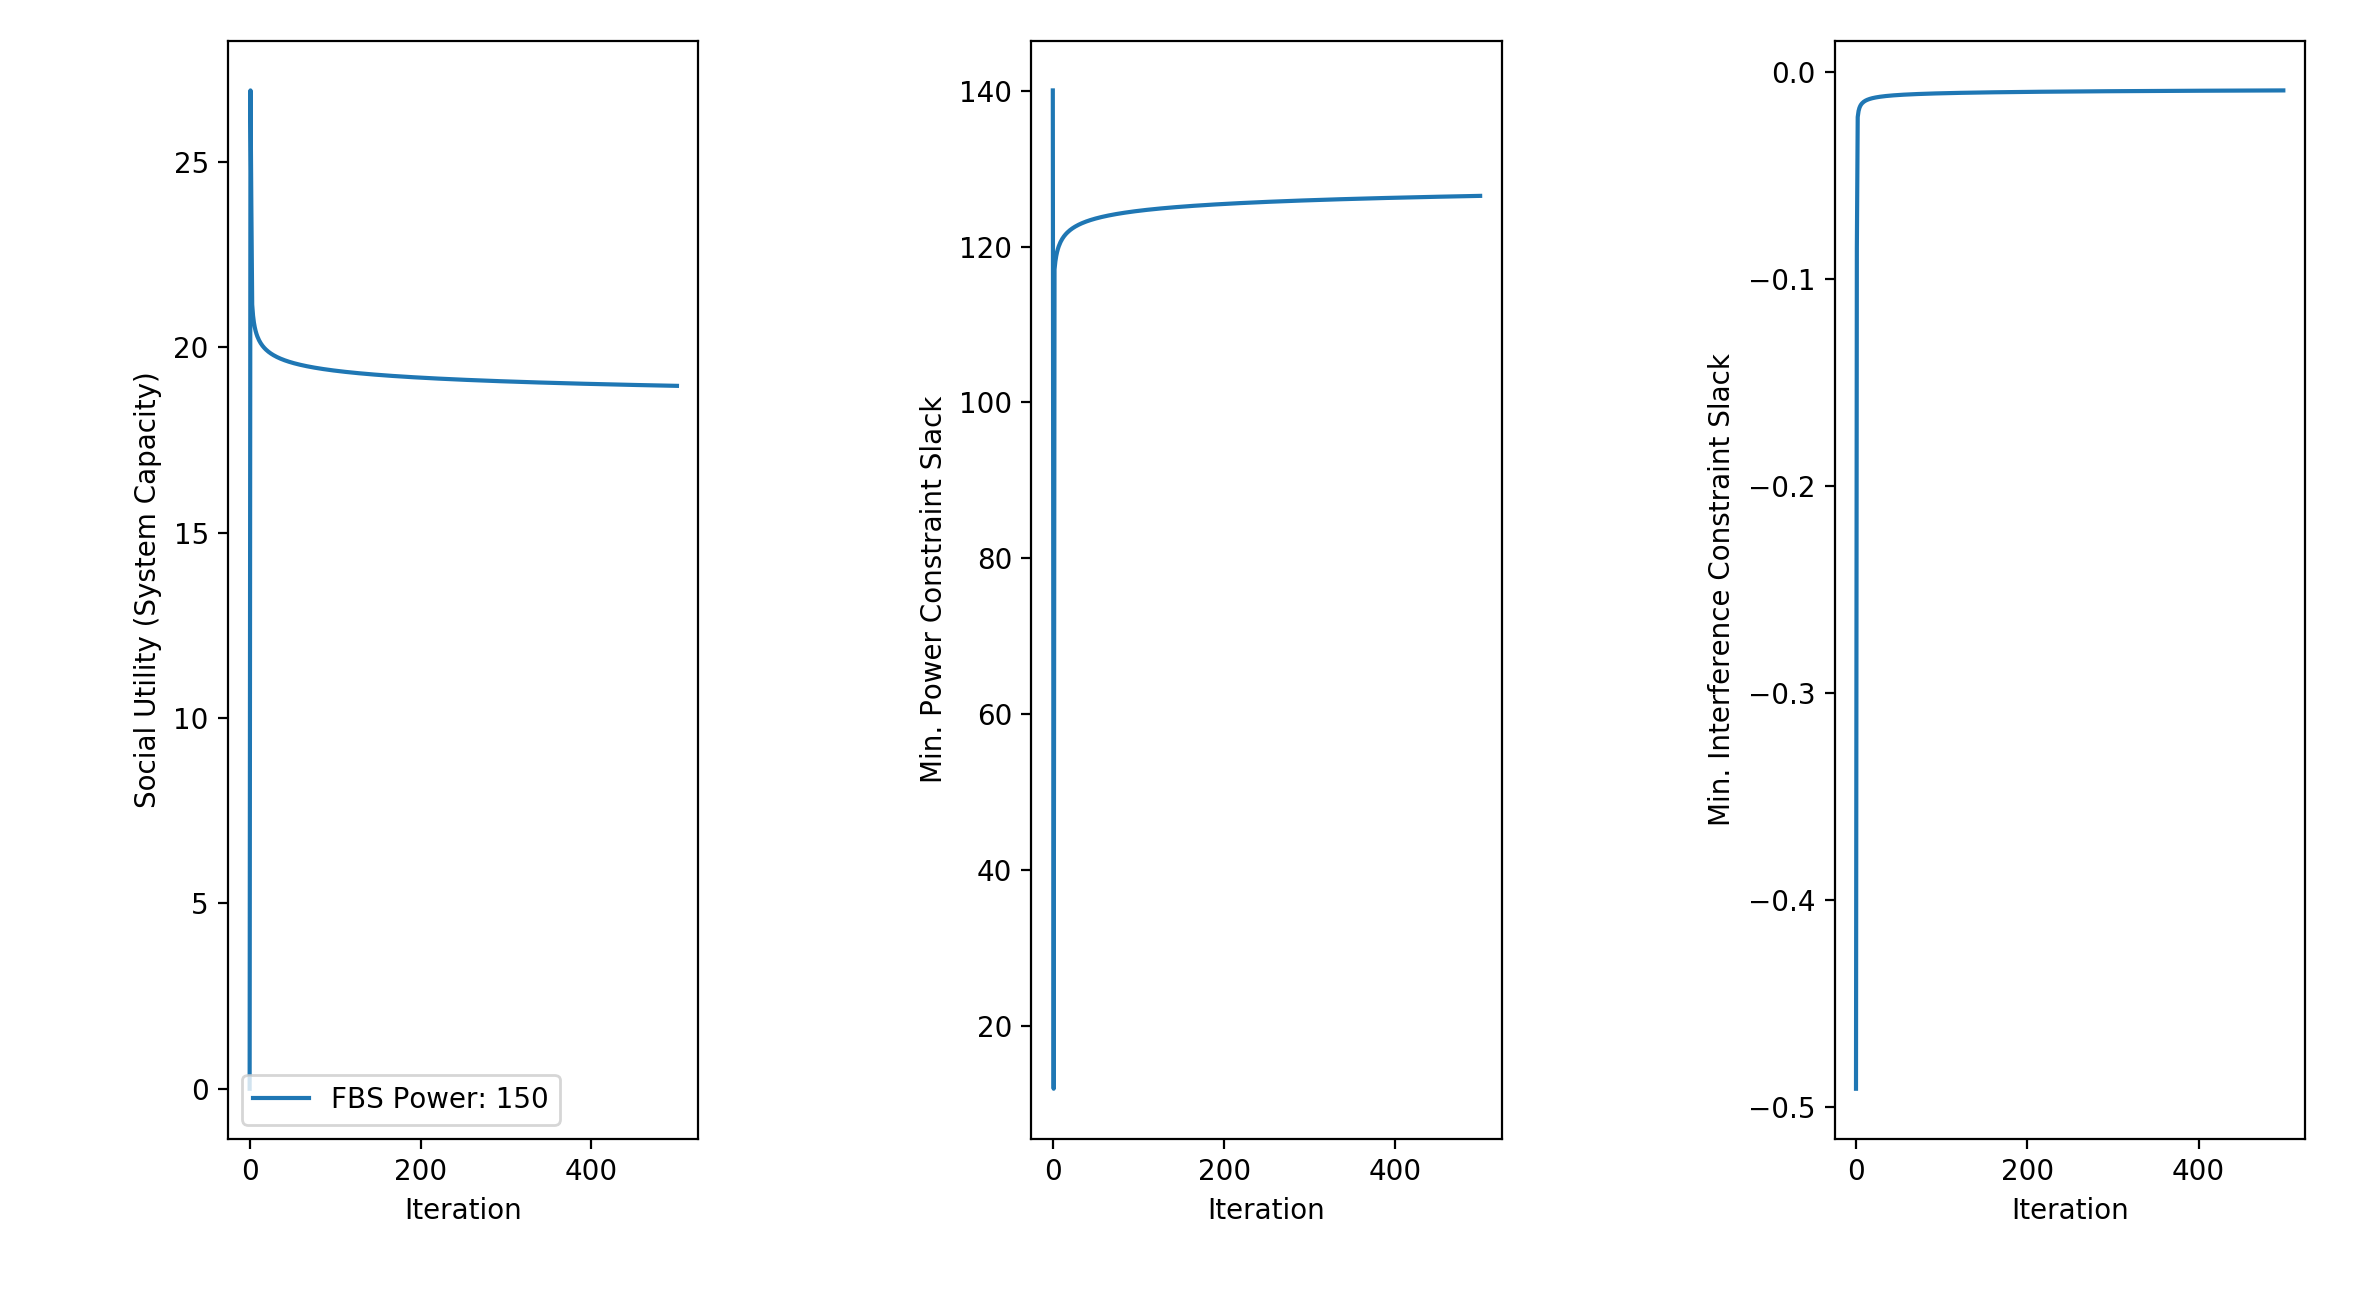 Social Utility (System Capacity)
25
20
15
10
5
0
FBS Power: 150
0 200 400
Iteration
Min. Power Constraint Slack
140
120
100
80
60
40
20
0 200 400
Iteration
Min. Interference Constraint Slack
0.0
−0.1
−0.2
−0.3
−0.4
−0.5
0 200 400
Iteration